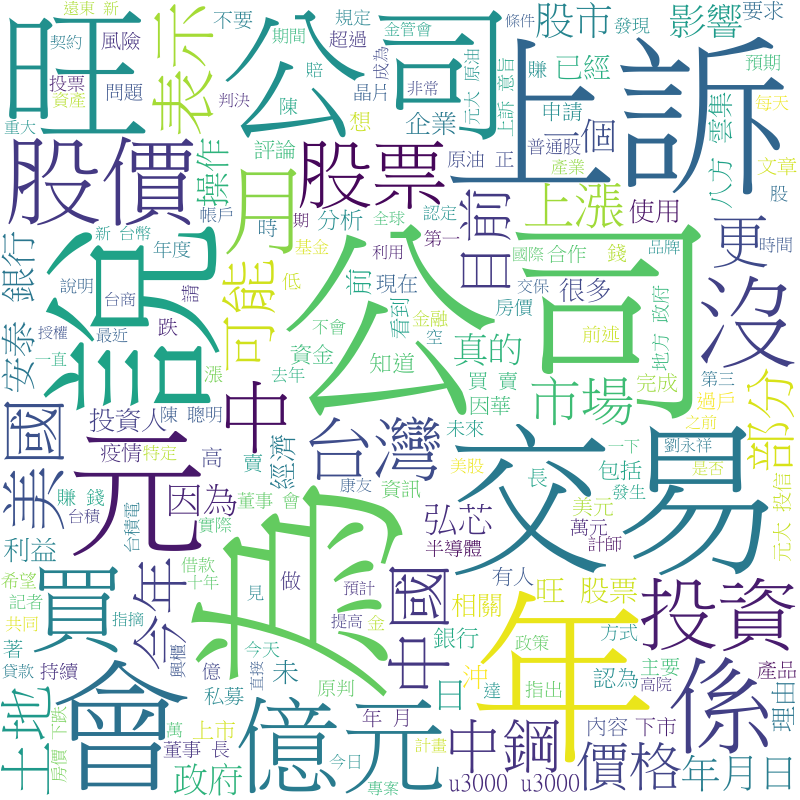 遠東 新
不要
規定
金管會
條件
發現
要求
旺
公司
表示
契約
風險
期間
超過
股市
影響
上訴
投票
資產
問題
賠
晶片
成為
非常
元大 原油
上訴 意旨
賺
已經
預期
重大
判決
陳
想
企業
申請
一個
每天
股價
操作
評論
股票
原油 正
普通股
產業
八方 雲集
文章
帳戶
月
時
期
分析
全球
認定
上漲
目前
使用
股
銀行
新 台幣
年度
可能
基金
利用
第一
更
沒
說
說明
台商
請
低
前
現在
國際
合作
錢
品牌
時間
公司
安泰
授權
最近
跌
不會
看到
金融
交保
房價
很多
前述
地方 政府
一直
漲
資金
空
知道
真的
買 賣
完成
第三
美國
元
陳 聰明
中
去年
台灣
未來
因華
市場
過戶
部分
投資人
經濟
之前
疫情
特定
高
賣
美股
一下
劉永祥
賺 錢
因為
董事 會
康友
資訊
長
包括
發生
是否
交易
台積
台積電
實際
興
弘芯
美元
萬元
計師
元大 投信
利益
半導體
希望
買
今年
借款
十年
見
做
預計
中國
有人
旺 股票
投資
記者
共同
指摘
提高
金
相關
年
著
今天
銀行
政策
方式
係
產品
貸款
持續
興櫃
億
直接
未
日
沖
達
指出
認為
主要
高院
理由
會
私募
原判
土地
下跌
萬
上市
億元
年 月
中鋼
內容
下市
價格
年月日
房價
政府
董事 長
今日
計畫
專案
u3000 u3000